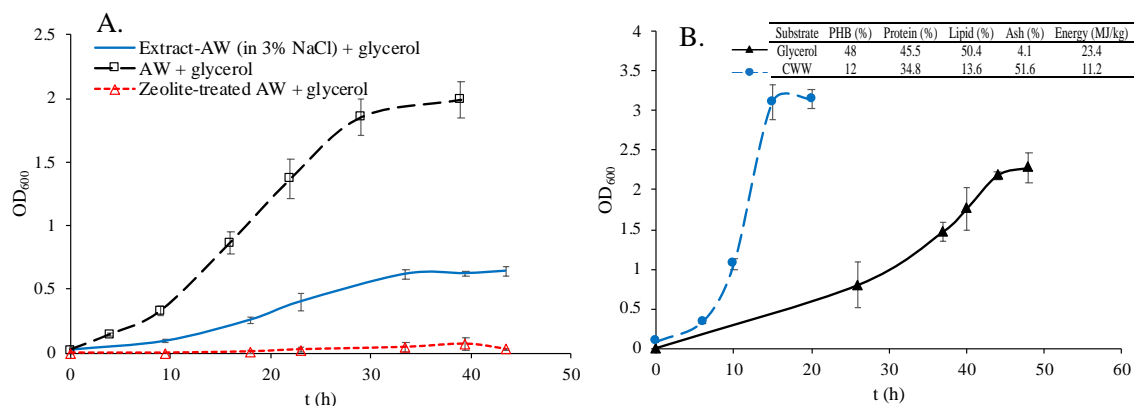 A.
Extract-AW (in 3% NaCl) + glycerol
AW + glycerol
Zeolite-treated AW + glycerol
2.5
2
1.5
1
0.5
0
OD600
0 10 20 30 40 50
t (h)
B.
Substrate PHB (%) Protein (%) Lipid (%) Ash (%) Energy (MJ/kg)
Glycerol 48 45.5 50.4 4.1 23.4
CWW 12 34.8 13.6 51.6 11.2
4
3.5
3
2.5
2
1.5
1
0.5
0
OD600
0 10 20 30 40 50 60
t (h)